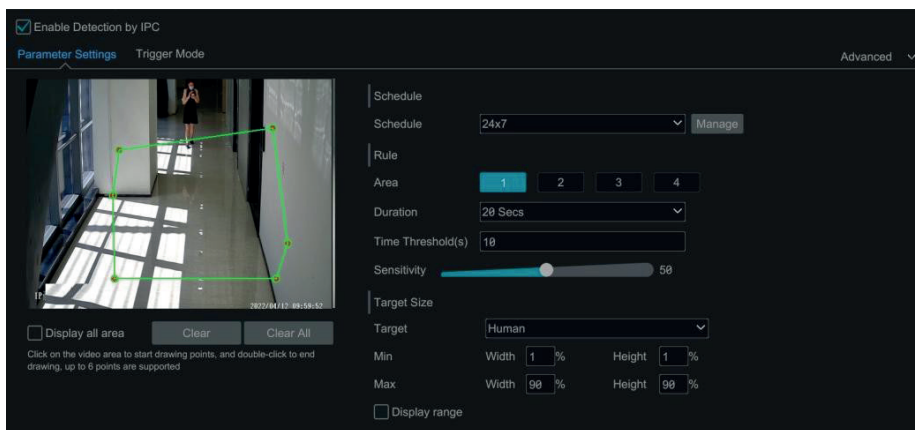 Enable Detection by IPC
Parameter Settings Trigger Mode Advanced
Schedule
Schedule 24x7 Manage
Rule
Area 1 2 3 4
Duration 20 Secs
Time Threshold(s) 10
Sensitivity 50
2022/04/12 09:59:52
Target Size
Display all area Clear Clear All
Target Human
Click on the video area to start drawing points, and double-click to end
drawing, up to 6 points are supported
Min Width 1 % Height 1 %
Max Width 90 % Height 90 %
Display range